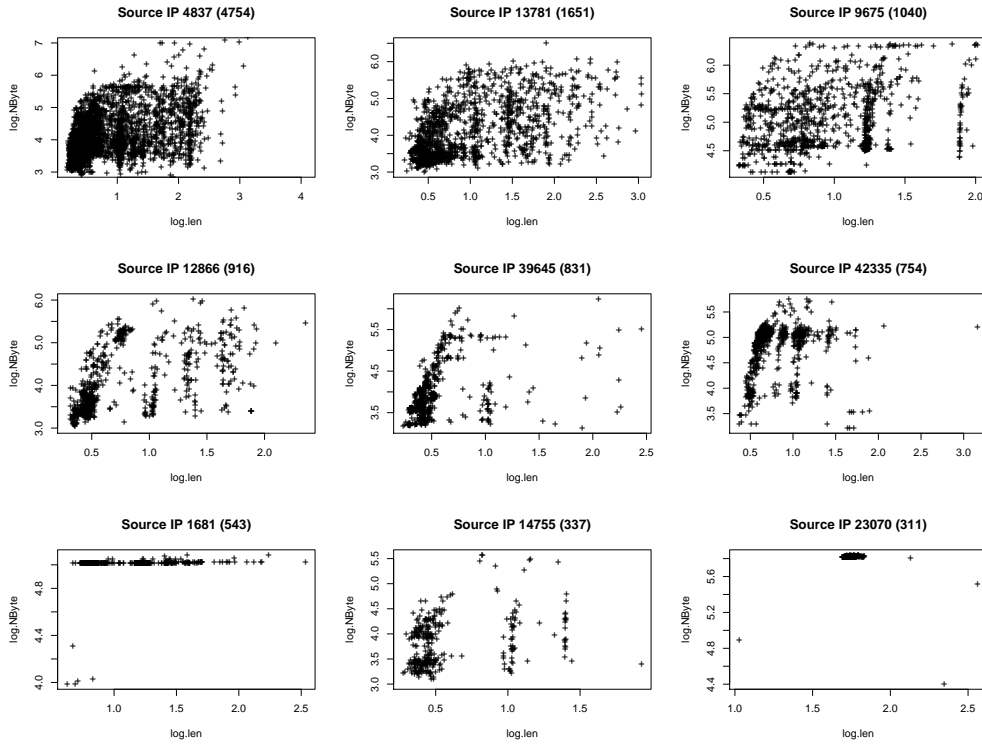 Source IP 4837 (4754)
log.NByte
7
6
5
4
3
1 2 3 4
log.len
Source IP 13781 (1651)
log.NByte
6.0
5.0
4.0
3.0
0.5 1.0 1.5 2.0 2.5 3.0
log.len
Source IP 9675 (1040)
log.NByte
6.0
5.5
5.0
4.5
0.5 1.0 1.5 2.0
log.len
Source IP 12866 (916)
log.NByte
6.0
5.0
4.0
3.0
0.5 1.0 1.5 2.0
log.len
Source IP 39645 (831)
log.NByte
5.5
4.5
3.5
0.5 1.0 1.5 2.0 2.5
log.len
Source IP 42335 (754)
log.NByte
5.5
5.0
4.5
4.0
3.5
0.5 1.0 1.5 2.0 2.5 3.0
log.len
Source IP 1681 (543)
log.NByte
4.8
4.4
4.0
1.0 1.5 2.0 2.5
log.len
Source IP 14755 (337)
log.NByte
5.5
5.0
4.5
4.0
3.5
3.0
0.5 1.0 1.5
log.len
Source IP 23070 (311)
log.NByte
5.6
5.2
4.8
4.4
1.0 1.5 2.0 2.5
log.len